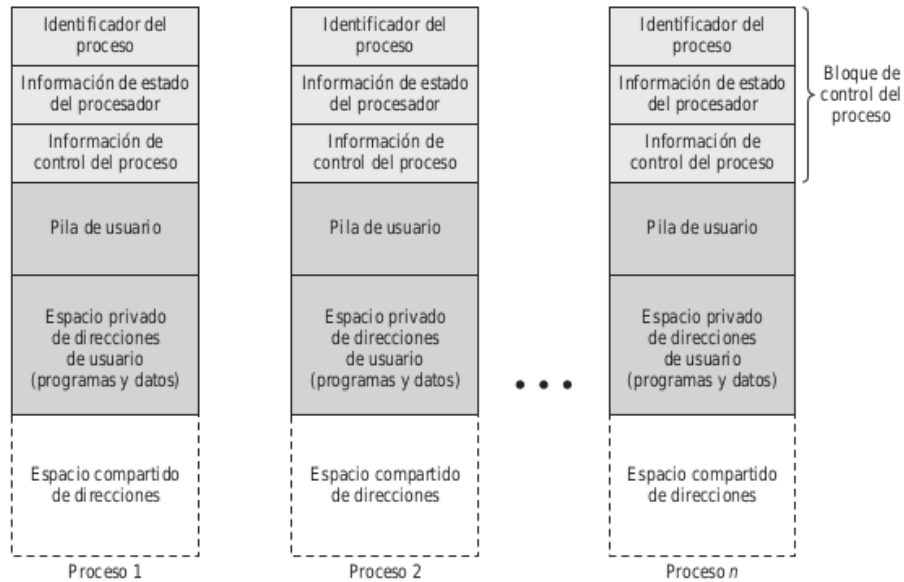 Identificador del
proceso
Información de estado
del procesador
Información de
control del proceso
Pila de usuario
Espacio privado
de direcciones
de usuario
(programas y datos)
Espacio compartido
de direcciones
Proceso 1
Identificador del
proceso
Información de estado
del procesador
Información de
control del proceso
Pila de usuario
Espacio privado
de direcciones
de usuario
(programas y datos)
Espacio compartido
de direcciones
Proceso 2
Identificador del
proceso
Información de estado
del procesador
Información de
control del proceso
Pila de usuario
Espacio privado
de direcciones
de usuario
(programas y datos)
Espacio compartido
de direcciones
Proceso n
Bloque de
control del
proceso